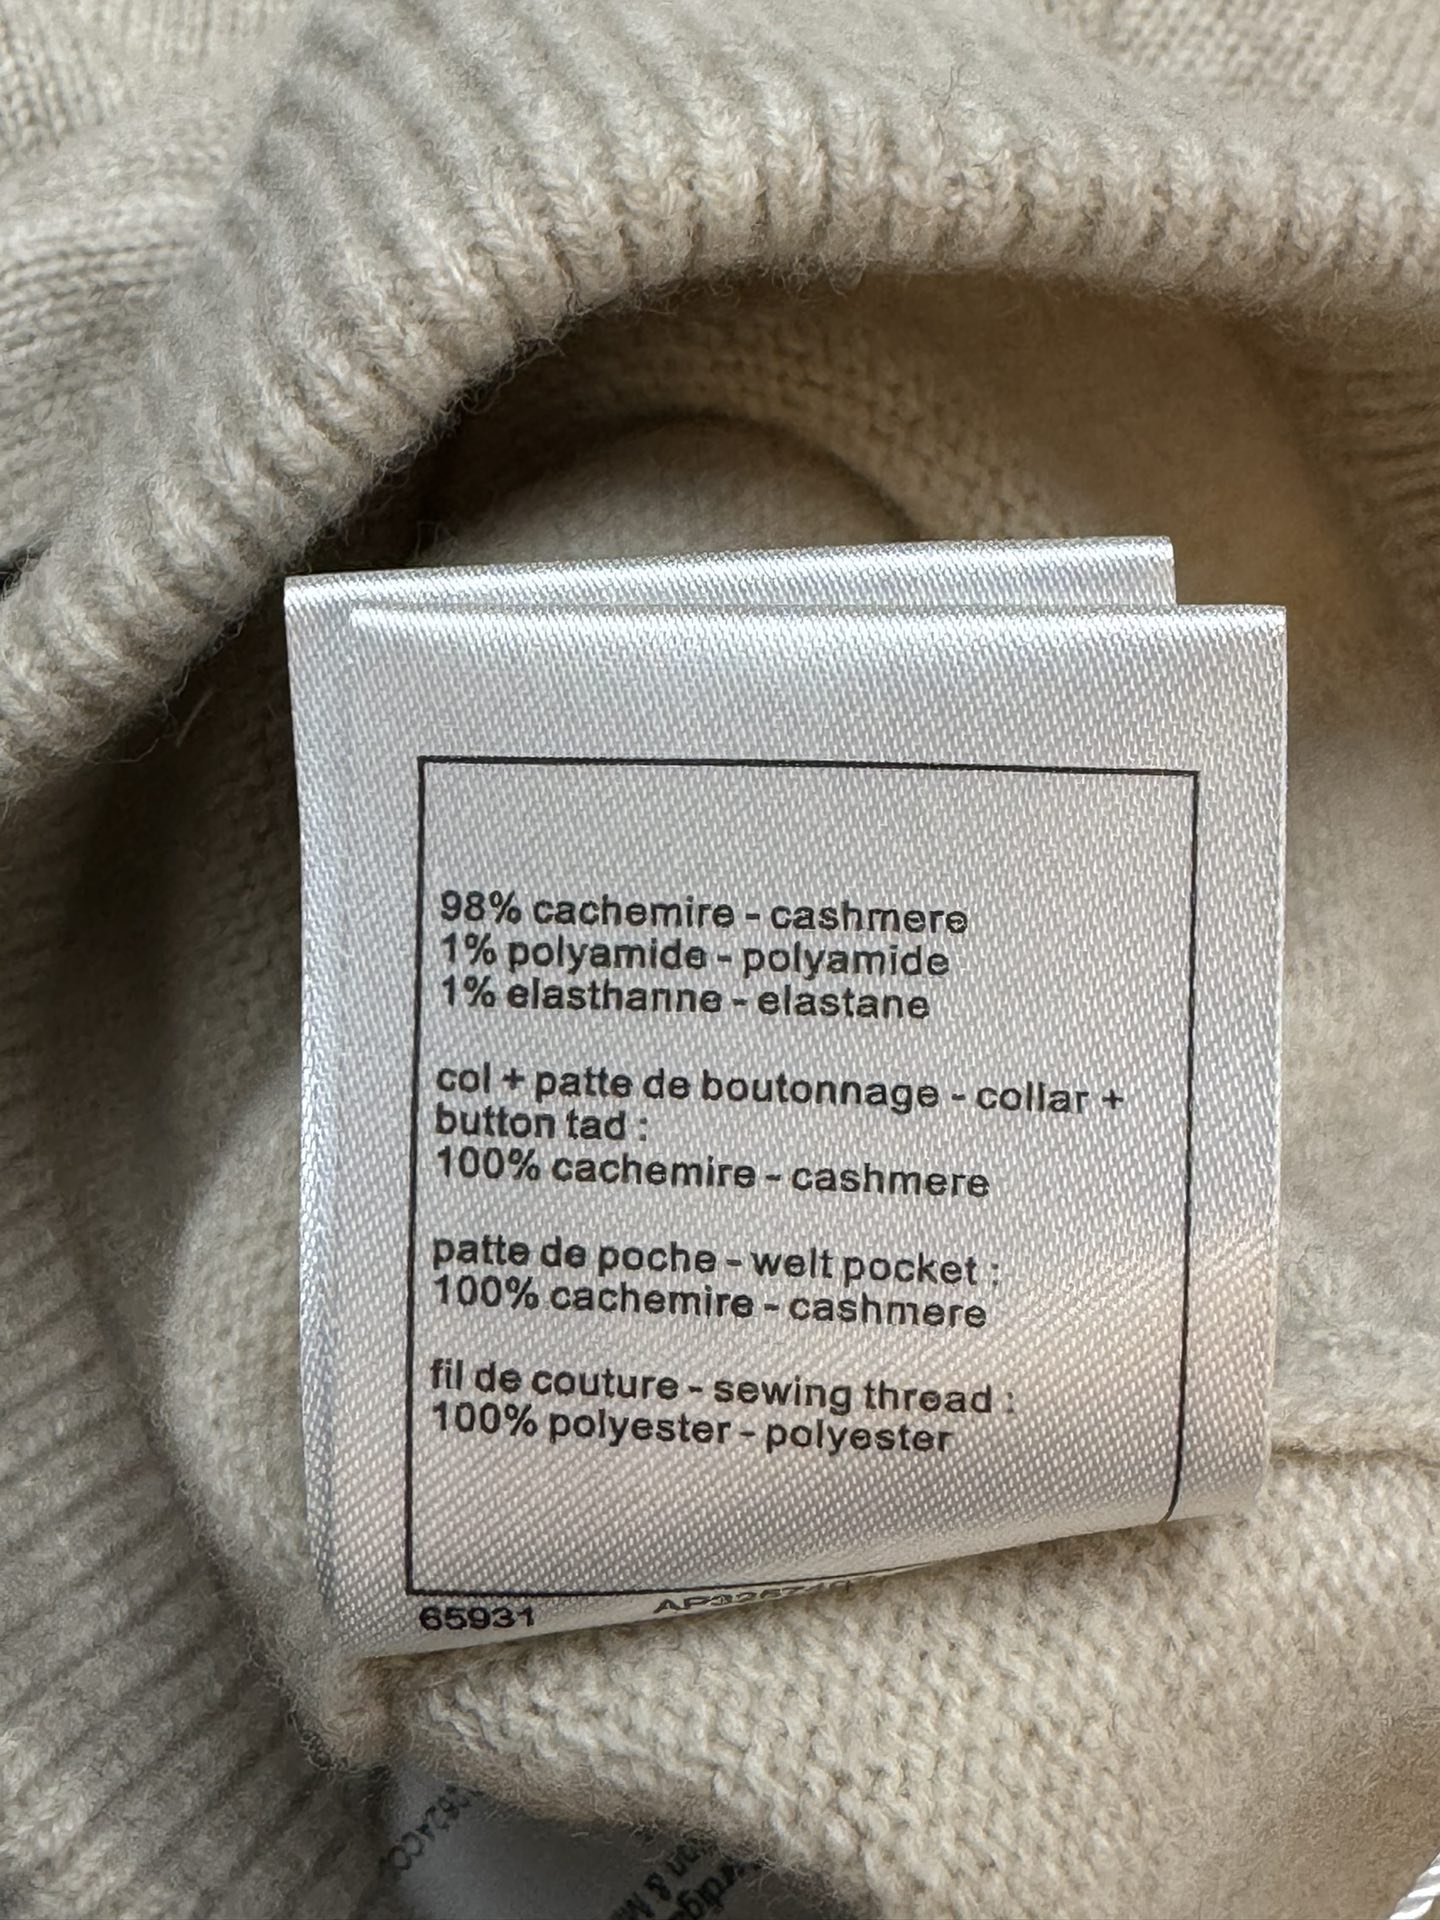 98% cachemire - cashmere
1% polyamide - polyamide
1% elasthanne - elastane
col + patte de boutonnage - collar +
button tad :
100% cachemire - cashmere
patte de poche - welt pocket :
100% cachemire - cashmere
fil de couture - sewing thread :
100% polyester - polyester
65931